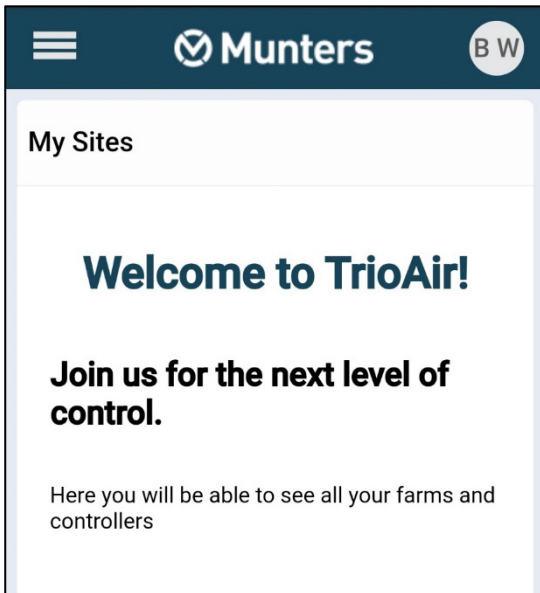 Munters
B W
My Sites
Welcome to TrioAir!
Join us for the next level of
control.
Here you will be able to see all your farms and
controllers